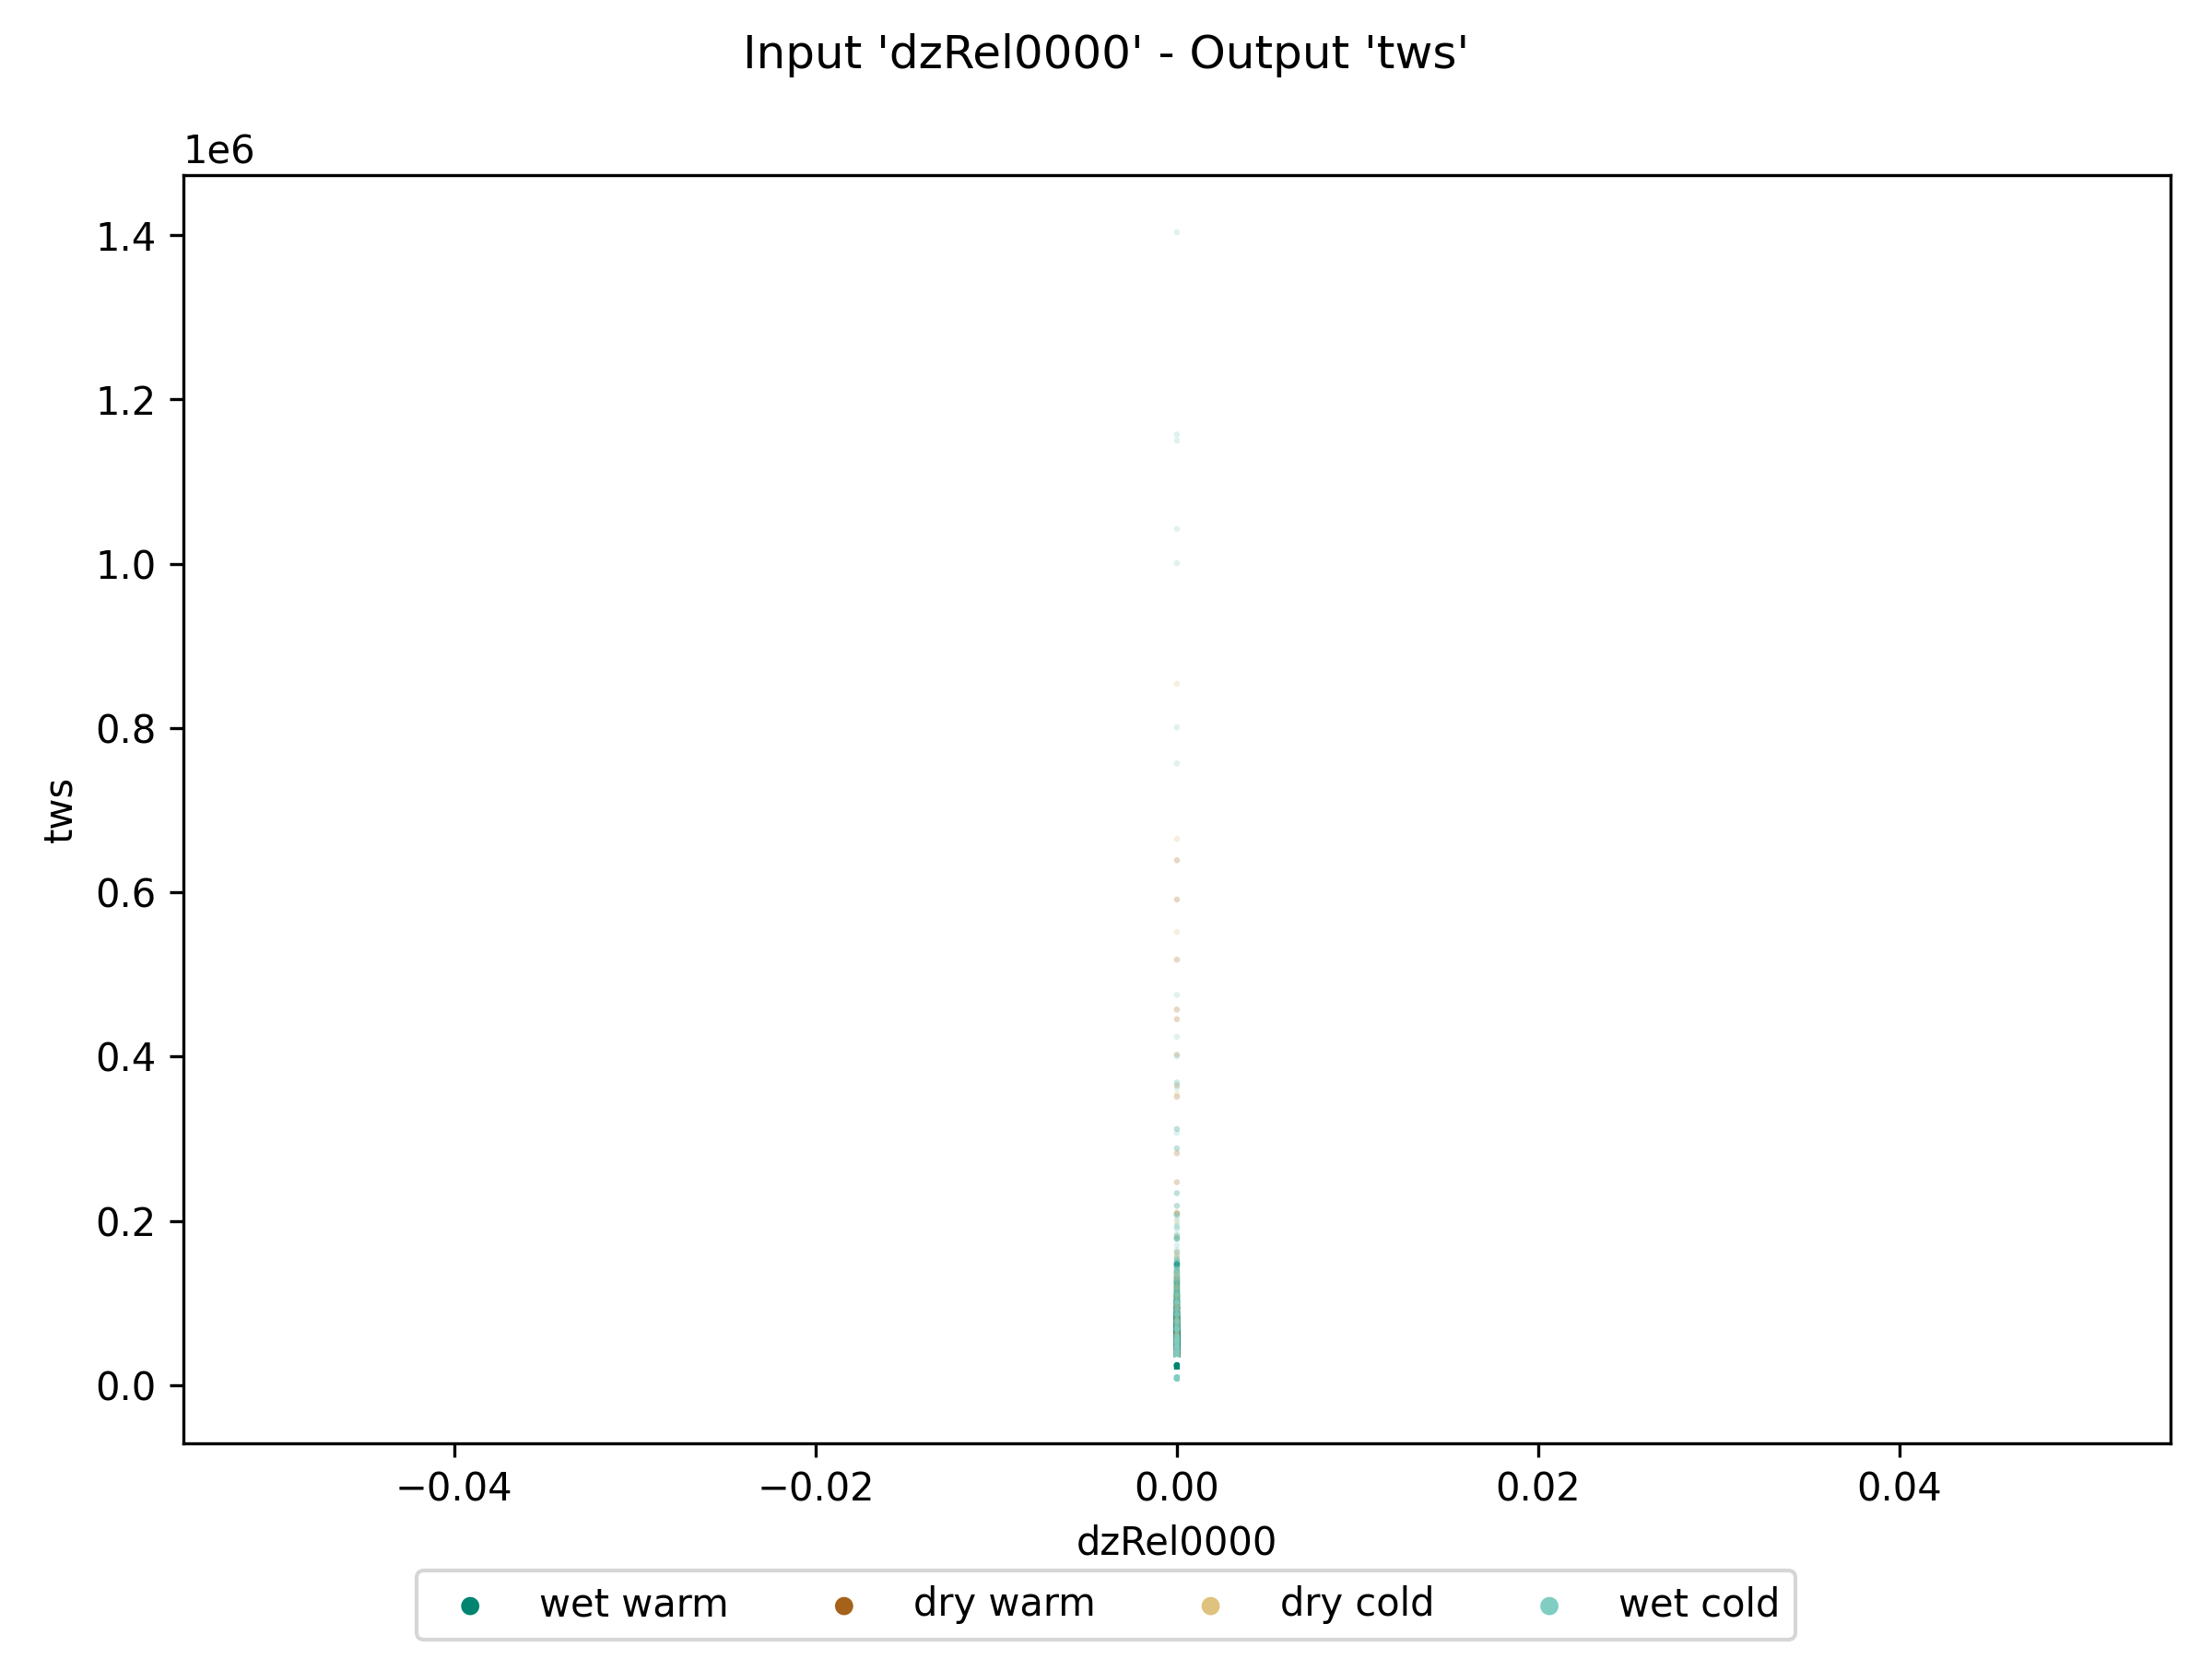 Input 'dzRel0000' - Output 'tws'
1e6
1.4
1.2
1.0
0.8
0.6
0.4
0.2
0.0
tws
−0.04 −0.02 0.00 0.02 0.04
dzRel0000
wet warm dry warm dry cold wet cold